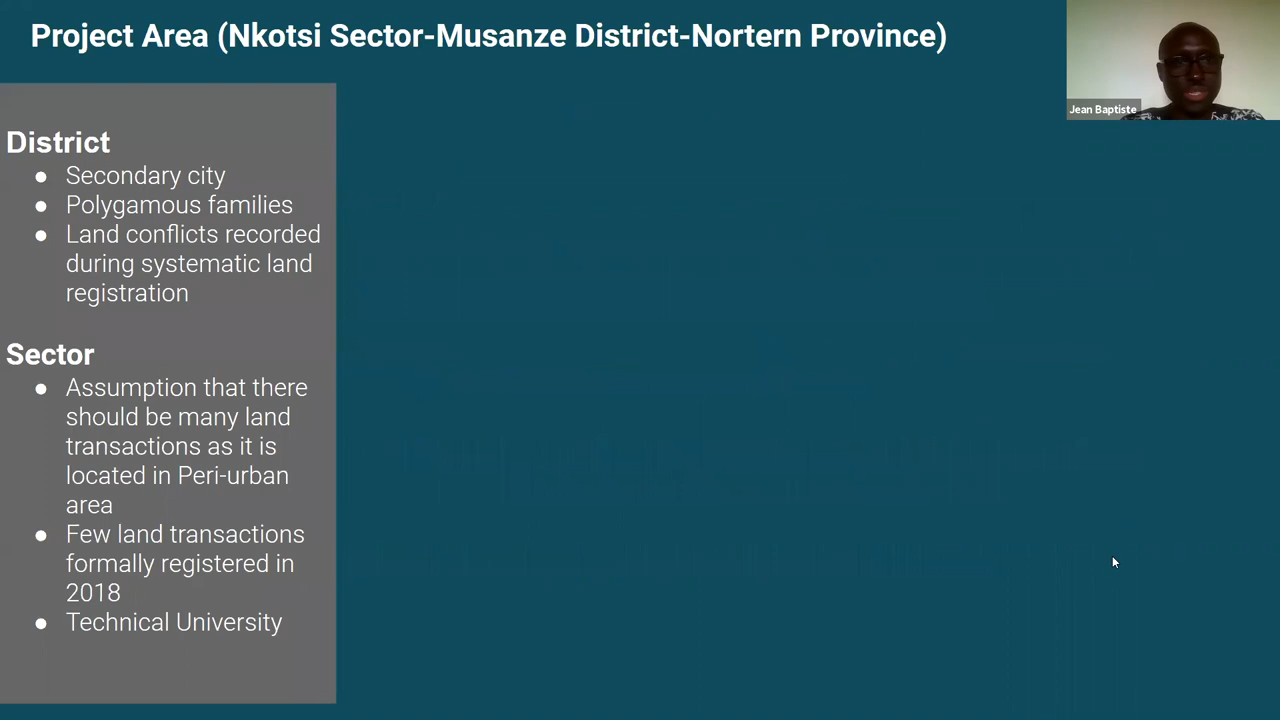 Project Area (Nkotsi Sector-Musanze District-Nortern Province)
Jean Baptiste
District
● Secondary city
● Polygamous families
● Land conflicts recorded
during systematic land
registration
Sector
● Assumption that there
should be many land
transactions as it is
located in Peri-urban
area
● Few land transactions
formally registered in
2018
● Technical University